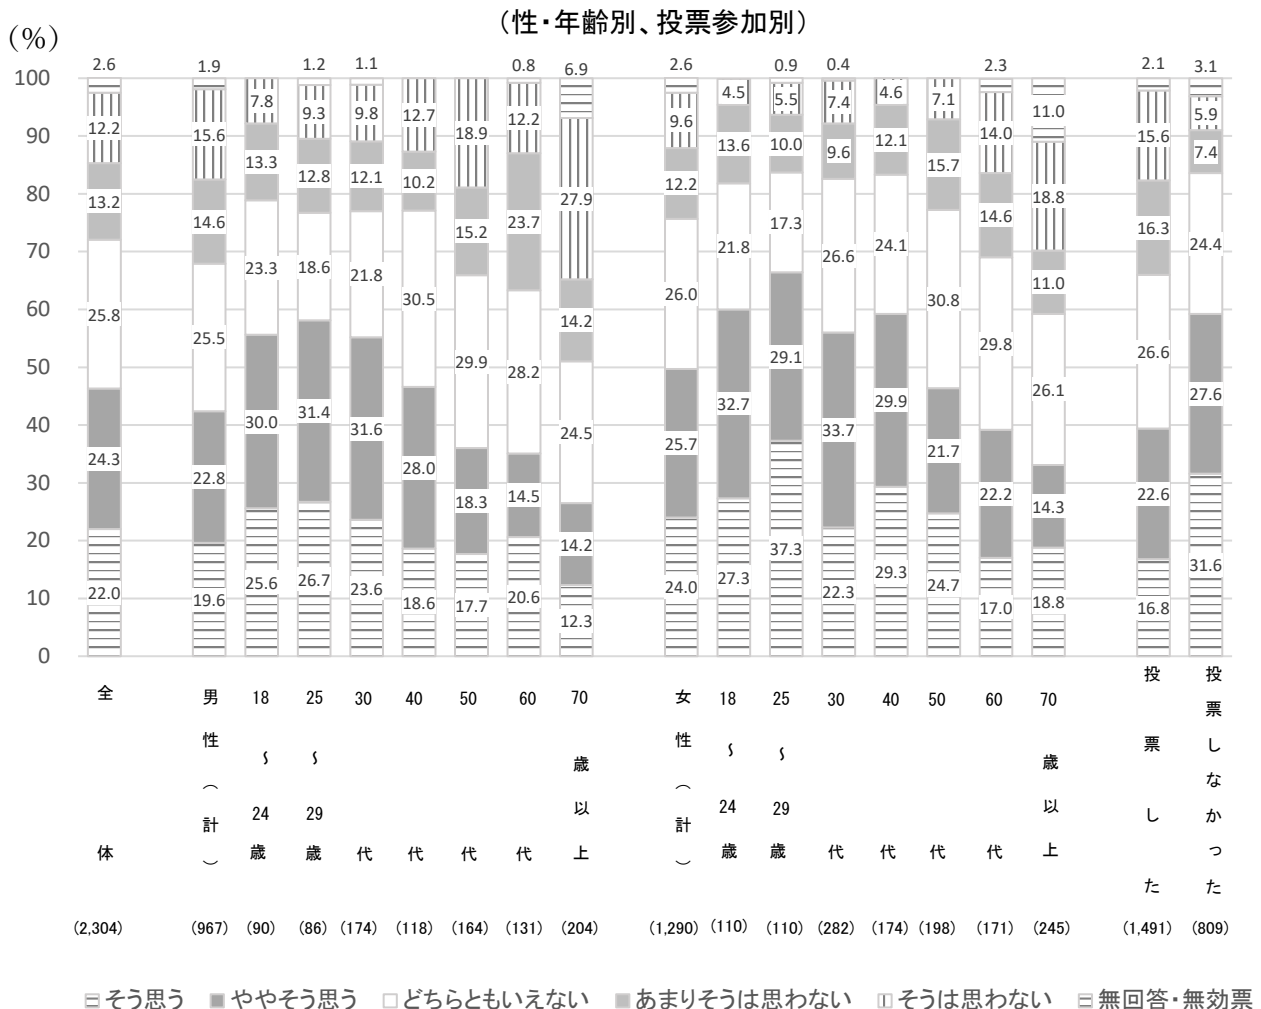 （性・年齢別、投票参加別）
（%）
2.6 1.9 1.2 1.1 0.8 6.9 2.6 0.9 0.4 2.3 2.1 3.1
100
90
80
70
60
50
40
30
20
10
0
12.2 15.6 7.8 9.3 9.8 12.7 18.9 12.2 27.9 9.6 4.5 5.5 7.4 4.6 7.1 14.0 11.0 18.8 15.6 5.9
13.2 14.6 13.3 12.8 12.1 10.2 15.2 23.7 14.2 12.2 13.6 10.0 9.6 12.1 15.7 14.6 11.0 16.3 7.4
25.8 25.5 23.3 18.6 21.8 30.5 29.9 28.2 24.5 26.0 21.8 17.3 26.6 24.1 30.8 29.8 26.1 26.6 24.4
24.3 22.8 30.0 31.4 31.6 28.0 18.3 14.5 14.2 25.7 32.7 29.1 33.7 29.9 21.7 22.2 14.3 22.6 27.6
22.0 19.6 25.6 26.7 23.6 18.6 17.7 20.6 12.3 24.0 27.3 37.3 22.3 29.3 24.7 17.0 18.8 16.8 31.6
全体
男性（計）
18～24歳
25～29歳
30代
40代
50代
60代
70歳以上
女性（計）
18～24歳
25～29歳
30代
40代
50代
60代
70歳以上
投票した
投票しなかった
(2,304) (967) (90) (86) (174) (118) (164) (131) (204) (1,290) (110) (110) (282) (174) (198) (171) (245) (1,491) (809)
そう思う ややそう思う どちらともいえない あまりそうは思わない そうは思わない 無回答・無効票